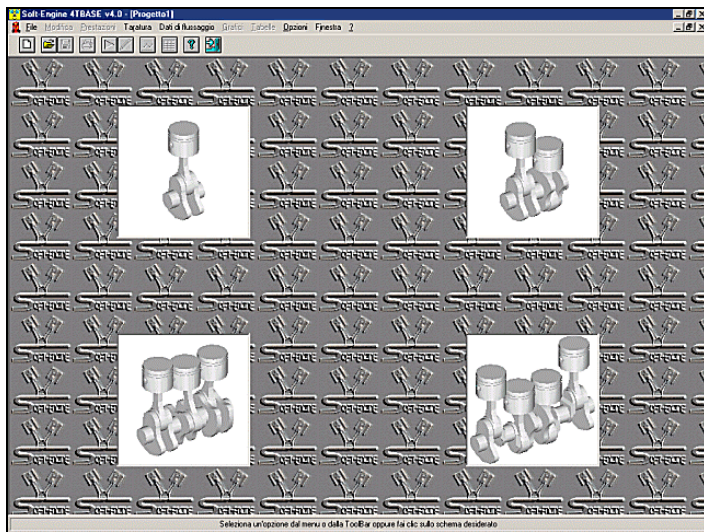 Soft-Engine 4TBASE v4.0 - [Progetto1]
File Modifica Prestazioni Taratura Dati di flussaggio Grafici Tabelle Opzioni Finestra ?
Seleziona un'opzione dal menu o dalla ToolBar oppure fai clic sullo schema desiderato